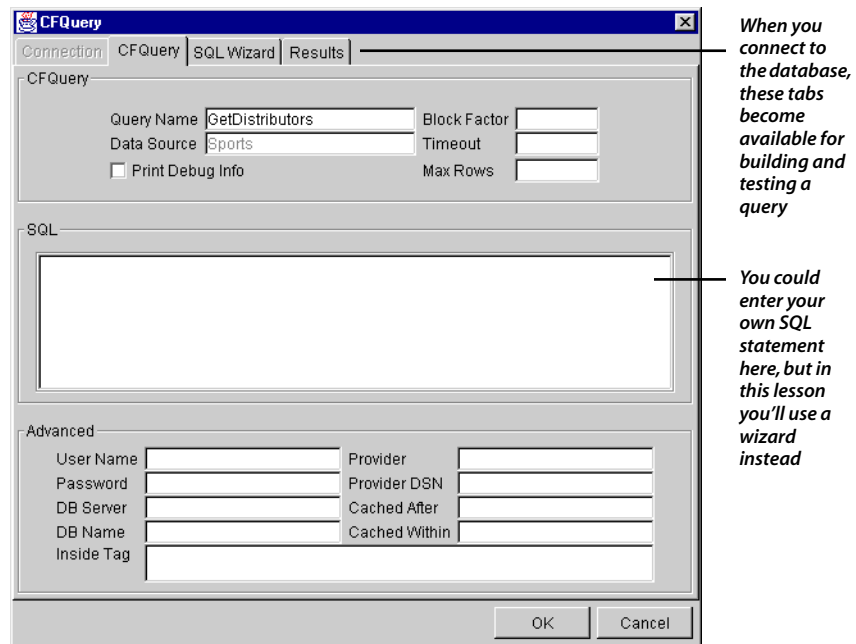 CFQuery
Connection CFQuery SQL Wizard Results
CFQuery
Query Name GetDistributors Block Factor
Data Source Sports Timeout
Print Debug Info Max Rows
SQL
Advanced
User Name Provider
Password Provider DSN
DB Server Cached After
DB Name Cached Within
Inside Tag
OK Cancel
When you
connect to
the database,
these tabs
become
available for
building and
testing a
query
You could
enter your
own SQL
statement
here, but in
this lesson
you'll use a
wizard
instead